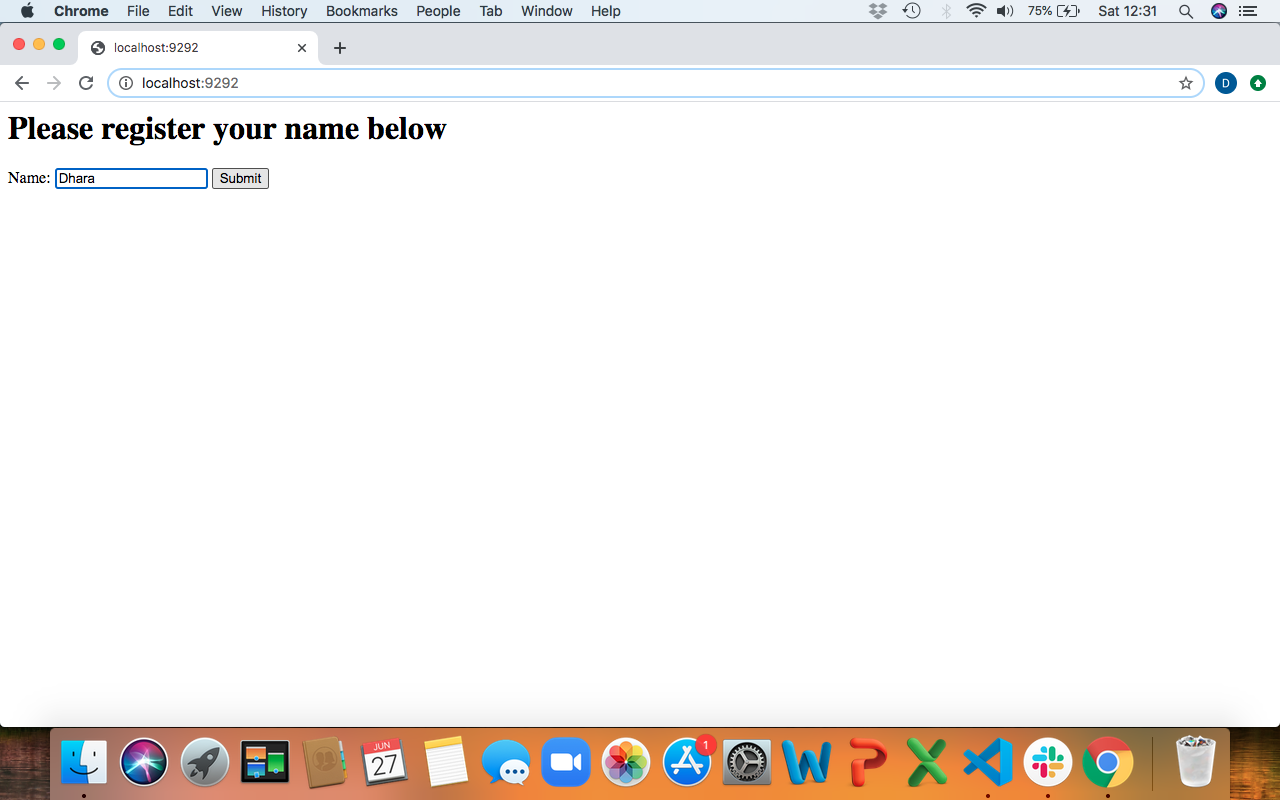 Chrome File Edit View History Bookmarks People Tab Window Help 75% Sat 12:31
localhost:9292
localhost:9292 D
Please register your name below
Name: Dhara Submit
JUN
27
1